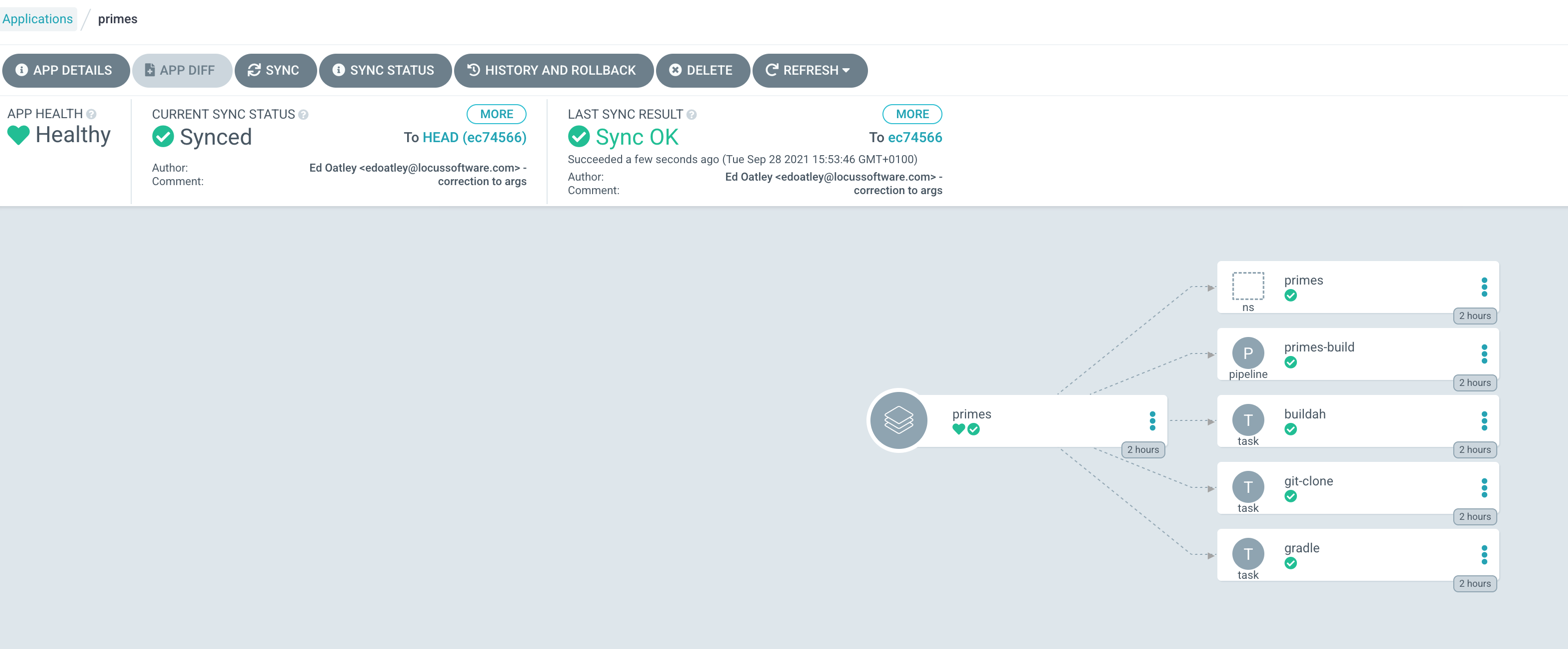 Applications / primes
APP DETAILS APP DIFF SYNC SYNC STATUS HISTORY AND ROLLBACK DELETE REFRESH
APP HEALTH
Healthy
CURRENT SYNC STATUS MORE
Synced To HEAD (ec74566)
Author: Ed Oatley <edoatley@locussoftware.com> -
Comment: correction to args
LAST SYNC RESULT MORE
Sync OK To ec74566
Succeeded a few seconds ago (Tue Sep 28 2021 15:53:46 GMT+0100)
Author: Ed Oatley <edoatley@locussoftware.com> -
Comment: correction to args
primes
2 hours
primes
ns
2 hours
P primes-build
pipeline
2 hours
T buildah
task
2 hours
T git-clone
task
2 hours
T gradle
task
2 hours